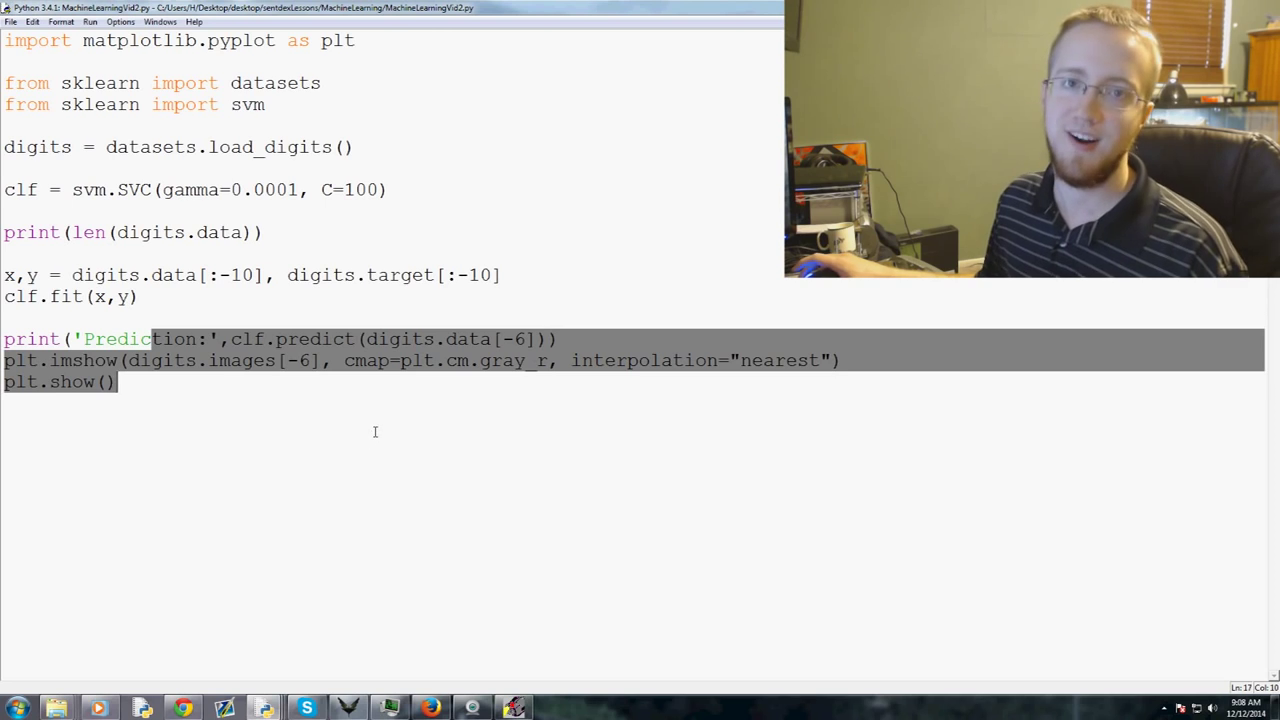 Python 3.4.1: MachineLearningVid2.py - C:/Users/H/Desktop/desktop/sentdexLessons/MachineLearning/MachineLearningVid2.py
File Edit Format Run Options Windows Help
import matplotlib.pyplot as plt
from sklearn import datasets
from sklearn import svm
digits = datasets.load_digits()
clf = svm.SVC(gamma=0.0001, C=100)
print(len(digits.data))
x,y = digits.data[:-10], digits.target[:-10]
clf.fit(x,y)
print('Prediction:',clf.predict(digits.data[-6]))
plt.imshow(digits.images[-6], cmap=plt.cm.gray_r, interpolation="nearest")
plt.show()
Ln: 17 Col: 10
9:08 AM
12/12/2014